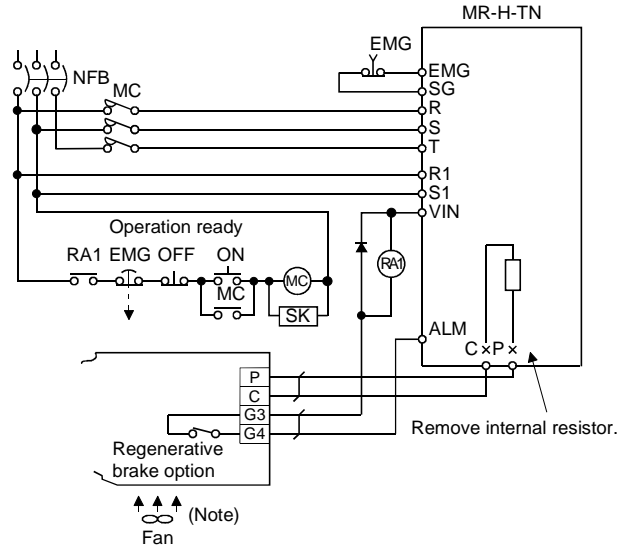 MR-H-TN
EMG
NFB
EMG
SG
MC
R
S
T
R1
S1
VIN
Operation ready
RA1 EMG OFF ON
RA1
MC
MC
SK
ALM
C P
P
C
G3
G4
Remove internal resistor.
Regenerative
brake option
(Note)
Fan